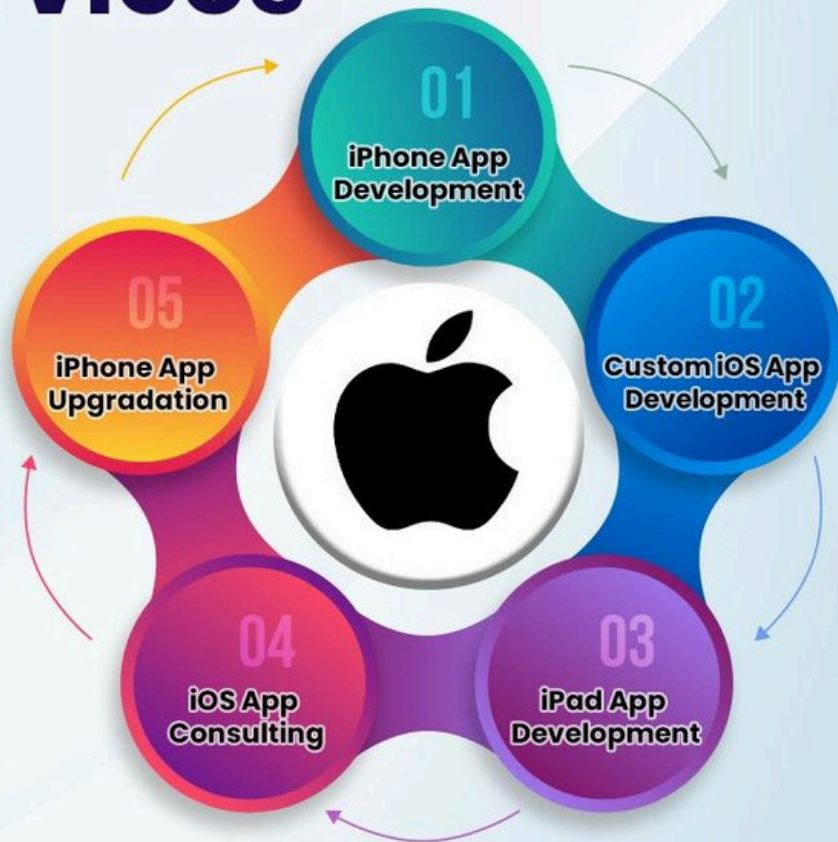 01
iPhone App
Development
02
Custom iOS App
Development
03
iPad App
Development
04
iOS App
Consulting
05
iPhone App
Upgradation